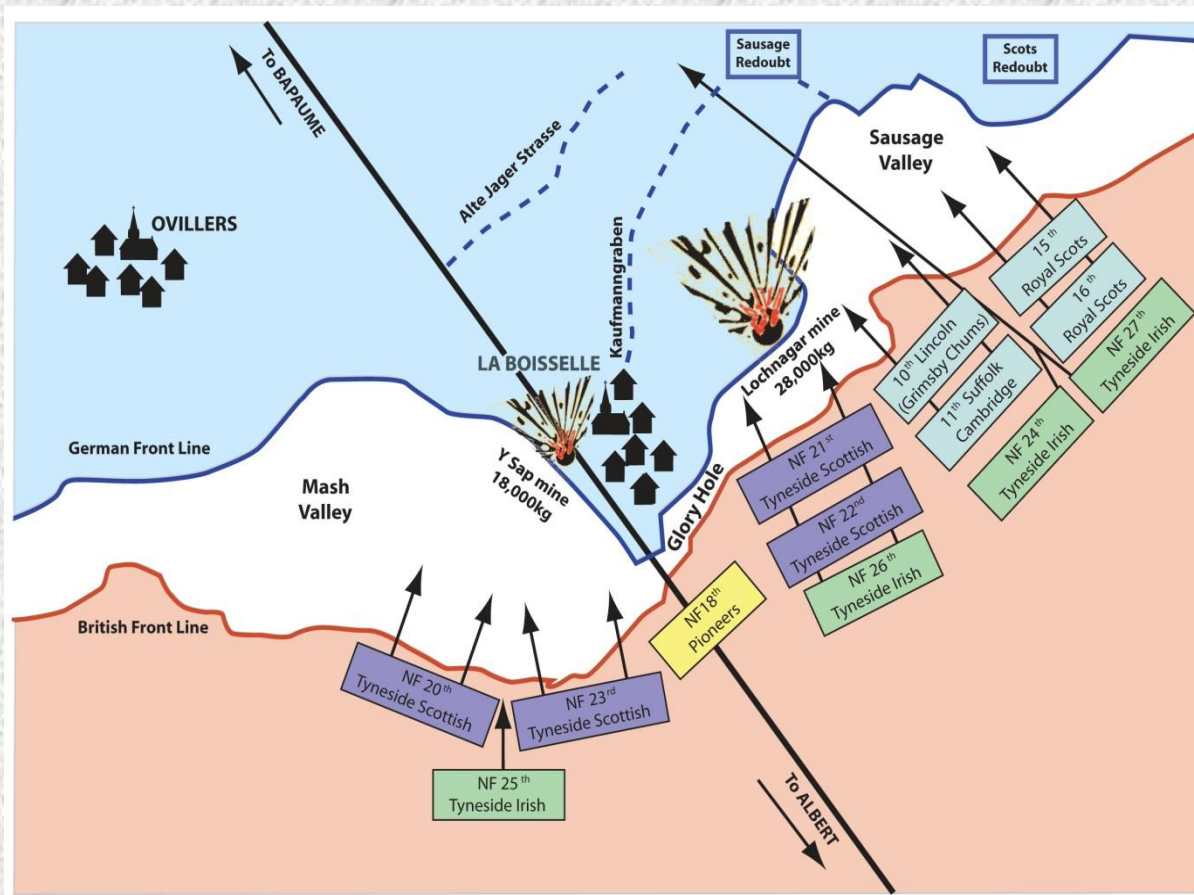 To BAPAUME
Sausage
Redoubt
Scots
Redoubt
Sausage
Valley
Alte Jager Strasse
OVILLERS
Kaufmanngraben
LA BOISSELLE
German Front Line
Mash
Valley
Y Sap mine
18,000kg
Glory Hole
Lochnagar mine
28,000kg
15th
Royal Scots
16th
Royal Scots
NF 27th
Tyneside Irish
10th Lincoln
(Grimsby Chums)
11th Suffolk
Cambridge
NF 24th
Tyneside Irish
NF 21st
Tyneside Scottish
NF 22nd
Tyneside Scottish
NF 26th
Tyneside Irish
NF18th
Pioneers
British Front Line
NF 20th
Tyneside Scottish
NF 23rd
Tyneside Scottish
NF 25th
Tyneside Irish
To ALBERT